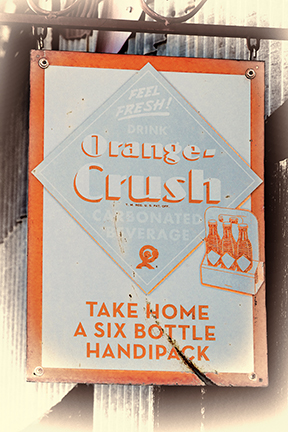 FEEL
FRESH!
DRINK
Orange-
Crush
CARBONATED
BEVERAGE
TAKE HOME
A SIX BOTTLE
HANDIPACK